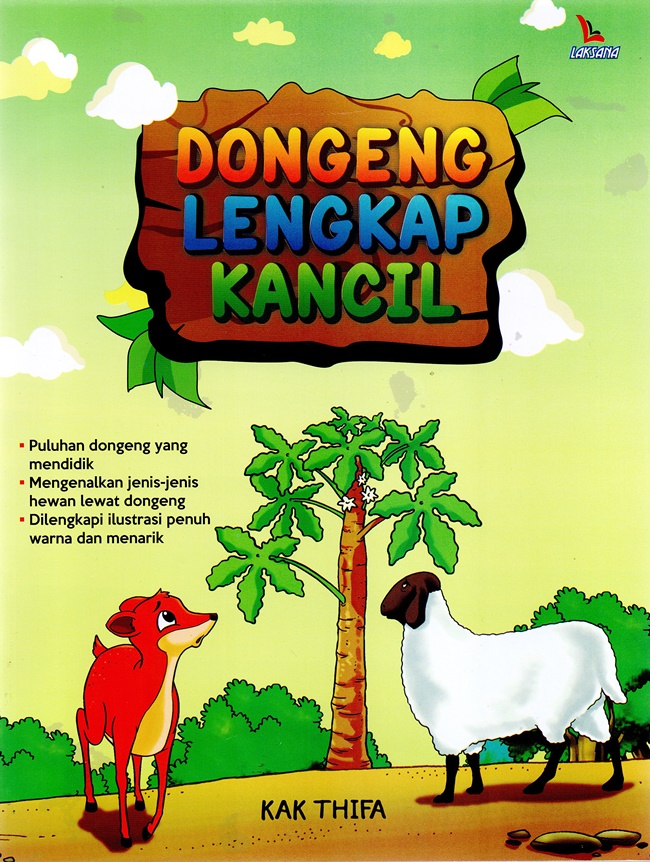 LAKSANA
DONGENG
LENGKAP
KANCIL
▪ Puluhan dongeng yang
mendidik
▪ Mengenalkan jenis-jenis
hewan lewat dongeng
▪ Dilengkapi ilustrasi penuh
warna dan menarik
KAK THIFA